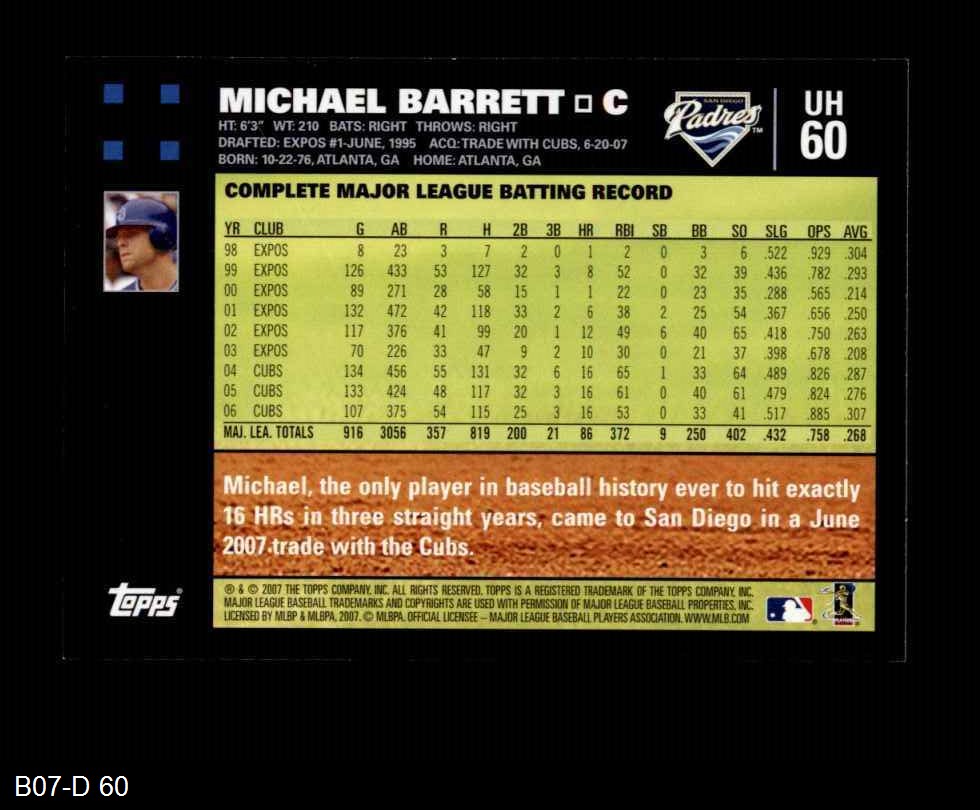 MICHAEL BARRETT □ C
HT: 6'3" WT: 210 BATS: RIGHT THROWS: RIGHT
DRAFTED: EXPOS #1-JUNE, 1995 ACQ: TRADE WITH CUBS, 6-20-07
BORN: 10-22-76, ATLANTA, GA HOME: ATLANTA, GA
SAN DIEGO
Padres TM
UH
60
COMPLETE MAJOR LEAGUE BATTING RECORD
YR CLUB G AB R H 2B 3B HR RBI SB BB SO SLG OPS AVG
98 EXPOS 8 23 3 7 2 0 1 2 0 3 6 .522 .929 .304
99 EXPOS 126 433 53 127 32 3 8 52 0 32 39 .436 .782 .293
00 EXPOS 89 271 28 58 15 1 1 22 0 23 35 .288 .565 .214
01 EXPOS 132 472 42 118 33 2 6 38 2 25 54 .367 .656 .250
02 EXPOS 117 376 41 99 20 1 12 49 6 40 65 .418 .750 .263
03 EXPOS 70 226 33 47 9 2 10 30 0 21 37 .398 .678 .208
04 CUBS 134 456 55 131 32 6 16 65 1 33 64 .489 .826 .287
05 CUBS 133 424 48 117 32 3 16 61 0 40 61 .479 .824 .276
06 CUBS 107 375 54 115 25 3 16 53 0 33 41 .517 .885 .307
MAJ. LEA. TOTALS 916 3056 357 819 200 21 86 372 9 250 402 .432 .758 .268
Michael, the only player in baseball history ever to hit exactly
16 HRs in three straight years, came to San Diego in a June
2007 trade with the Cubs.
Topps®
® & © 2007 THE TOPPS COMPANY, INC. ALL RIGHTS RESERVED. TOPPS IS A REGISTERED TRADEMARK OF THE TOPPS COMPANY, INC.
MAJOR LEAGUE BASEBALL TRADEMARKS AND COPYRIGHTS ARE USED WITH PERMISSION OF MAJOR LEAGUE BASEBALL PROPERTIES, INC.
LICENSED BY MLBP & MLBPA, 2007. © MLBPA. OFFICIAL LICENSEE – MAJOR LEAGUE BASEBALL PLAYERS ASSOCIATION. WWW.MLB.COM
B07-D 60